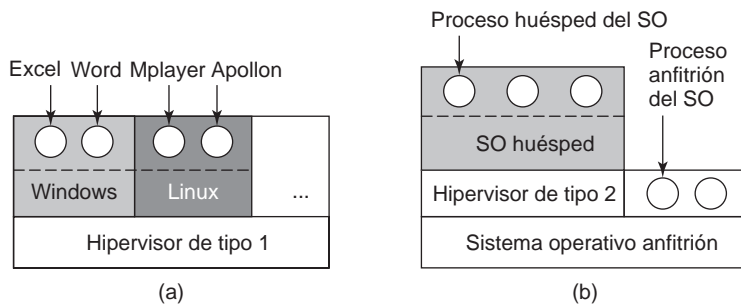 Excel Word Mplayer Apollon
Windows
Linux
...
Hipervisor de tipo 1
(a)
Proceso huésped del SO
Proceso
anfitrión
del SO
SO huésped
Hipervisor de tipo 2
Sistema operativo anfitrión
(b)